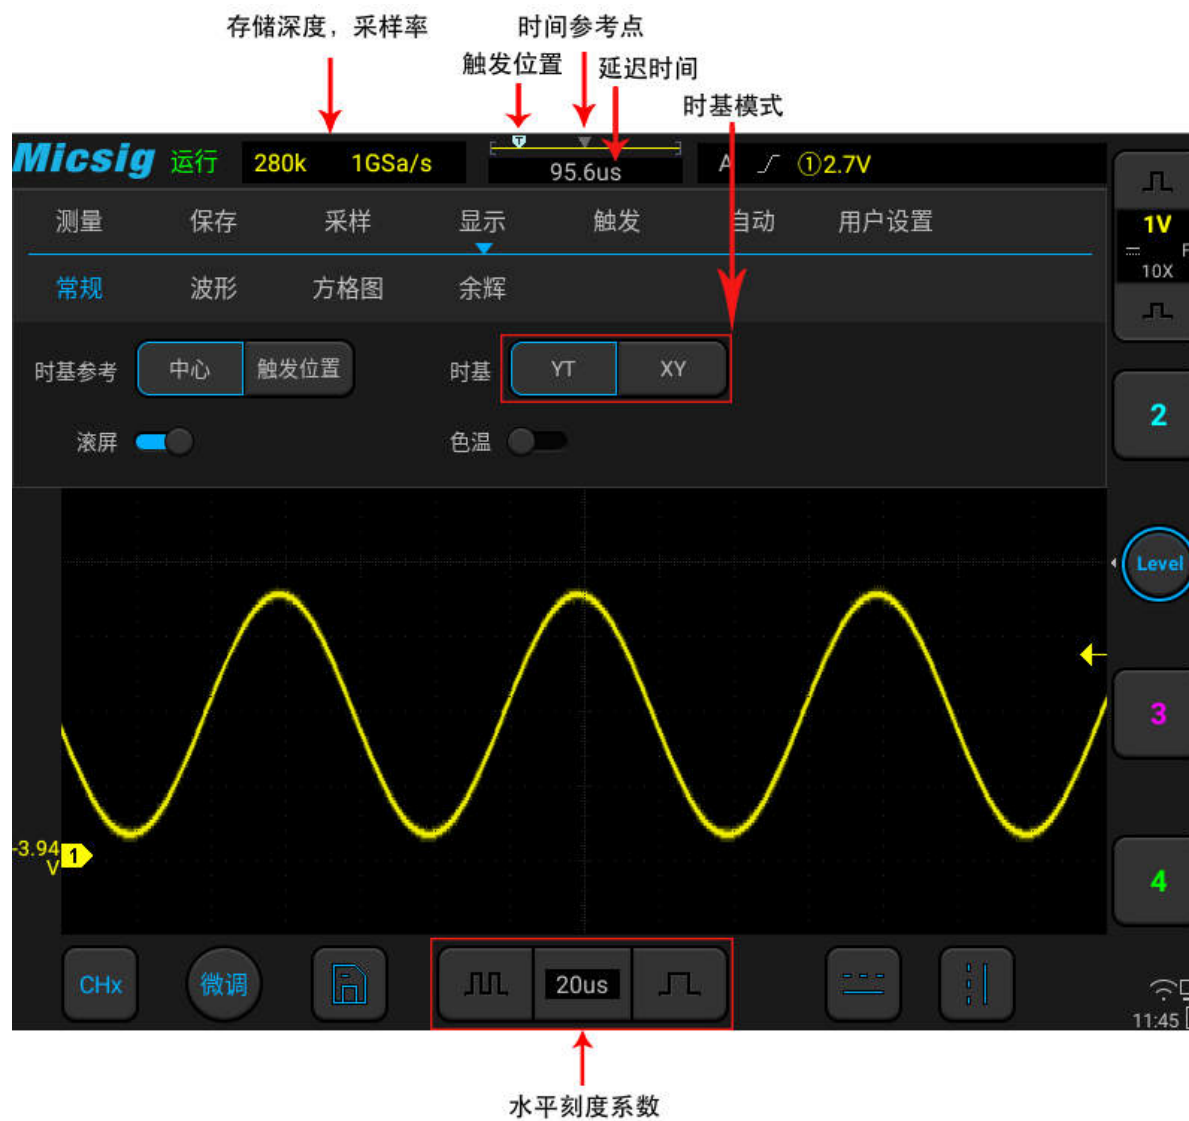 存储深度，采样率
时间参考点
触发位置
延迟时间
时基模式
Micsig 运行 280k 1GSa/s T 95.6us A ①2.7V
测量 保存 采样 显示 触发 自动 用户设置
1V
常规 波形 方格图 余辉
F
10X
时基参考 中心 触发位置 时基 YT XY
滚屏 色温
2
Level
3
-3.94
V
1
4
CHx 微调 20us
11:45
水平刻度系数